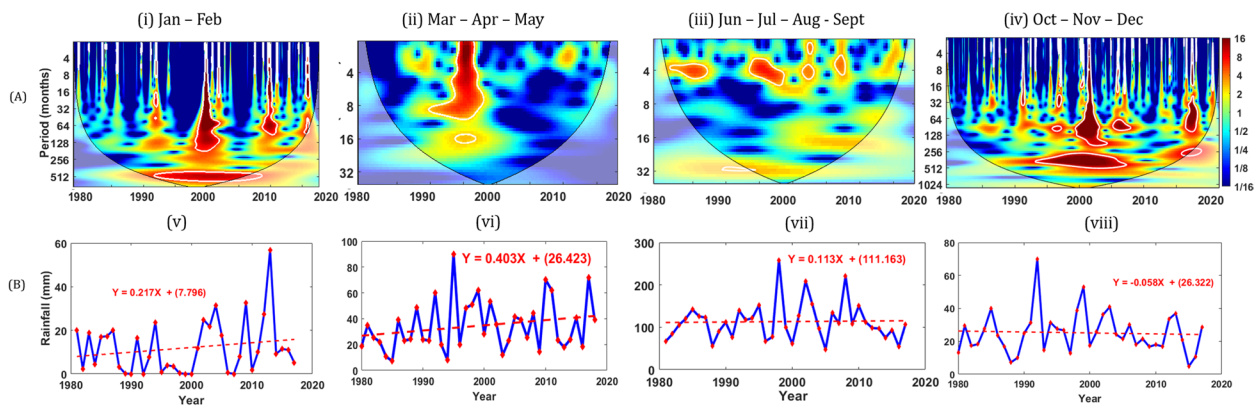 (i) Jan – Feb
(ii) Mar – Apr – May
(iii) Jun – Jul – Aug - Sept
(iv) Oct – Nov – Dec
(A)
Period (months)
4
8
16
32
64
128
256
512
1980 1990 2000 2010 2020
4
8
16
32
1980 1990 2000 2010 2020
4
8
16
32
1980 1990 2000 2010 2020
4
8
16
32
64
128
256
512
1024
1980 1990 2000 2010 2020
16
8
4
2
1
1/2
1/4
1/8
1/16
(v)
(vi)
(vii)
(viii)
(B)
Rainfall (mm)
60
40
20
0
Y = 0.217X + (7.796)
1980 1990 2000 2010 2020
Year
100
80
60
40
20
0
Y = 0.403X + (26.423)
1980 1990 2000 2010 2020
Year
300
200
100
0
Y = 0.113X + (111.163)
1980 1990 2000 2010 2020
Year
80
60
40
20
0
Y = -0.058X + (26.322)
1980 1990 2000 2010 2020
Year